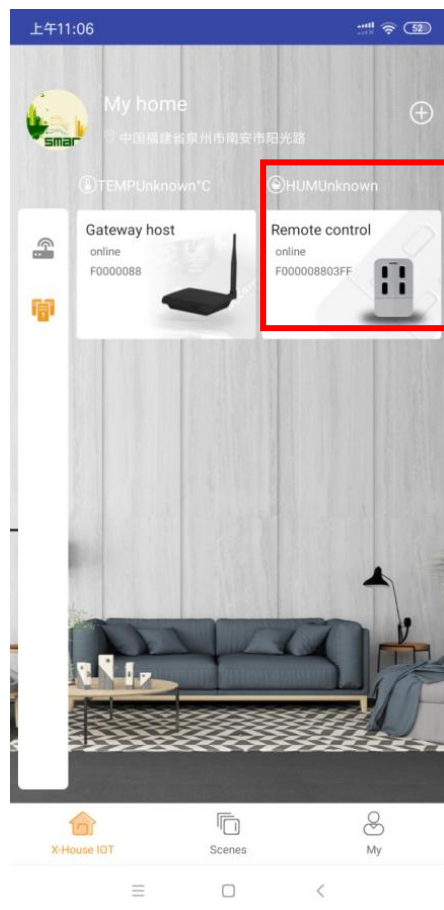 上午11:06
52
My home
smar
中国福建省泉州市南安市阳光路
TEMPUnknown°C
HUMUnknown
Gateway host
online
F0000088
Remote control
online
F000008803FF
X-House IOT
Scenes
My